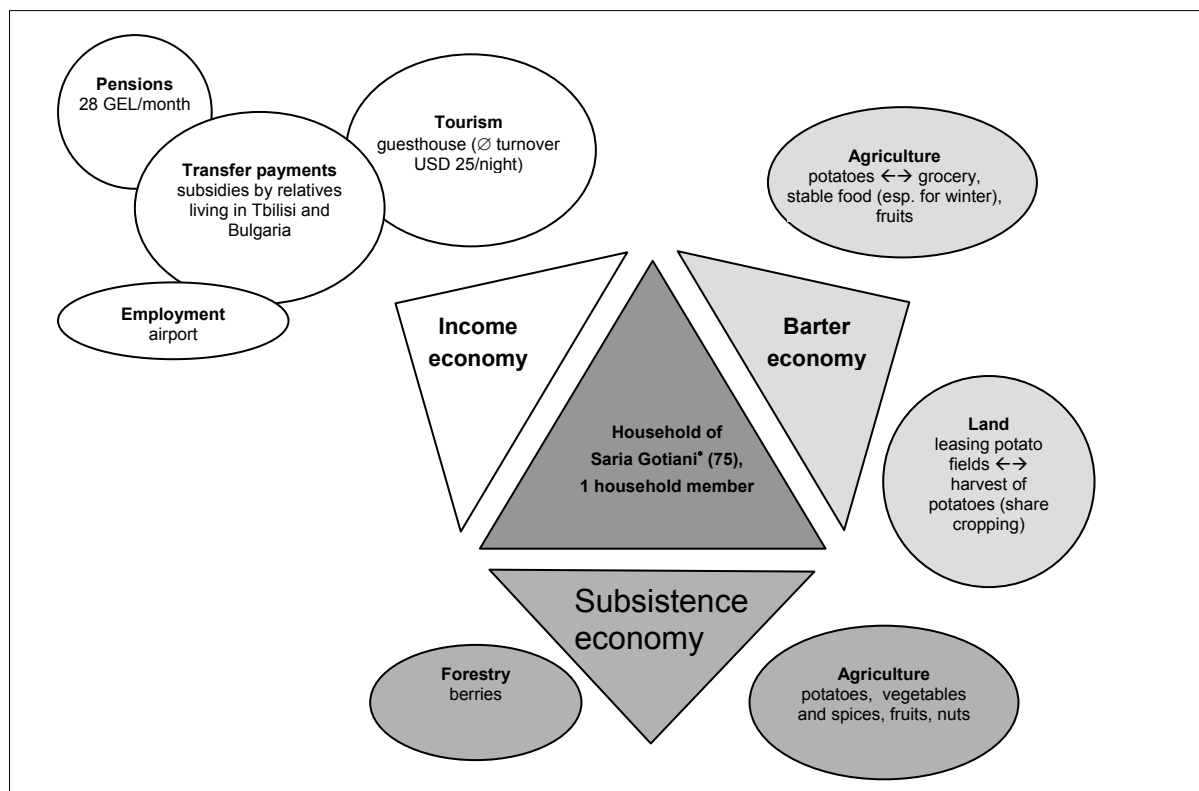 Pensions
28 GEL/month
Transfer payments
subsidies by relatives
living in Tbilisi and
Bulgaria
Tourism
guesthouse (∅ turnover
USD 25/night)
Employment
airport
Agriculture
potatoes ←→ grocery,
stable food (esp. for winter),
fruits
Income
economy
Barter
economy
Household of
Saria Gotiani• (75),
1 household member
Land
leasing potato
fields ←→
harvest of
potatoes (share
cropping)
Subsistence
economy
Forestry
berries
Agriculture
potatoes, vegetables
and spices, fruits, nuts